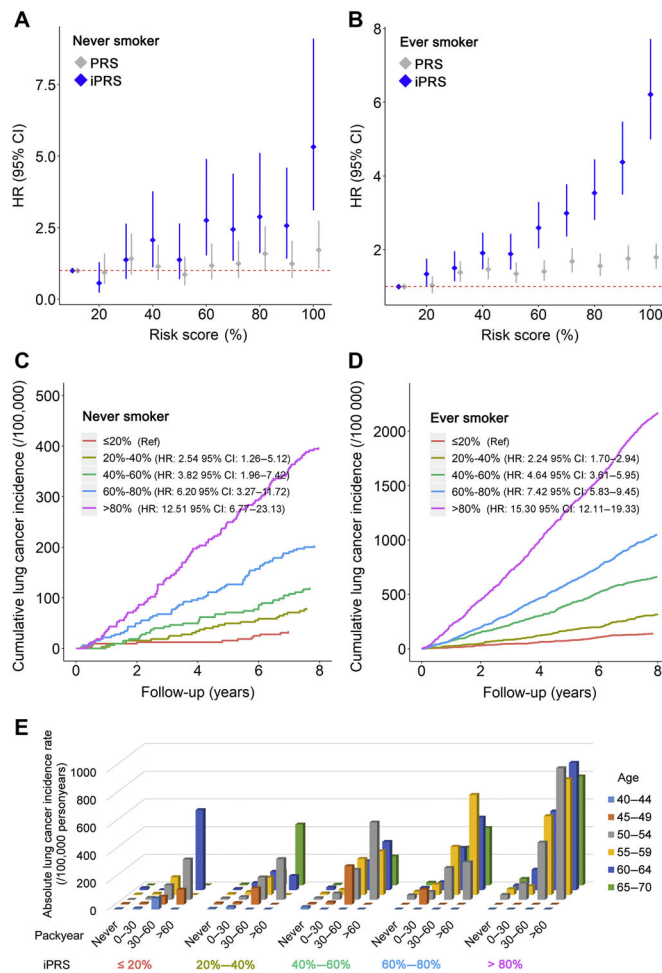 A
Never smoker
PRS
iPRS
HR (95% CI)
7.5
5.0
2.5
0.0
20 40 60 80 100
Risk score (%)
B
Ever smoker
PRS
iPRS
HR (95% CI)
8
6
4
2
20 40 60 80 100
Risk score (%)
C
Cumulative lung cancer incidence (/100,000)
500
400
300
200
100
0
Never smoker
≤20% (Ref)
20%-40% (HR: 2.54 95% CI: 1.26–5.12)
40%-60% (HR: 3.82 95% CI: 1.96–7.42)
60%-80% (HR: 6.20 95% CI: 3.27–11.72)
>80% (HR: 12.51 95% CI: 6.77–23.13)
0 2 4 6 8
Follow-up (years)
D
Cumulative lung cancer incidence (/100 000)
2000
1500
1000
500
0
Ever smoker
≤20% (Ref)
20%-40% (HR: 2.24 95% CI: 1.70–2.94)
40%-60% (HR: 4.64 95% CI: 3.61–5.95)
60%-80% (HR: 7.42 95% CI: 5.83–9.45)
>80% (HR: 15.30 95% CI: 12.11–19.33)
0 2 4 6 8
Follow-up (years)
E
Absolute lung cancer incidence rate
(/100,000 personyears)
1000
800
600
400
200
0
Age
40–44
45–49
50–54
55–59
60–64
65–70
Packyear Never 0–30 30–60 >60 Never 0–30 30–60 >60 Never 0–30 30–60 >60 Never 0–30 30–60 >60 Never 0–30 30–60 >60
iPRS ≤ 20% 20%–40% 40%–60% 60%–80% > 80%